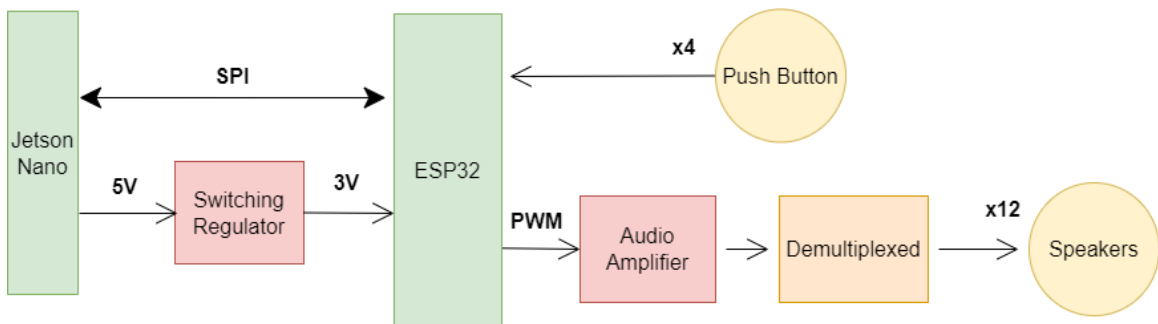 x4
Push Button
SPI
Jetson
Nano
ESP32
5V
Switching
Regulator
3V
PWM
Audio
Amplifier
Demultiplexed
x12
Speakers